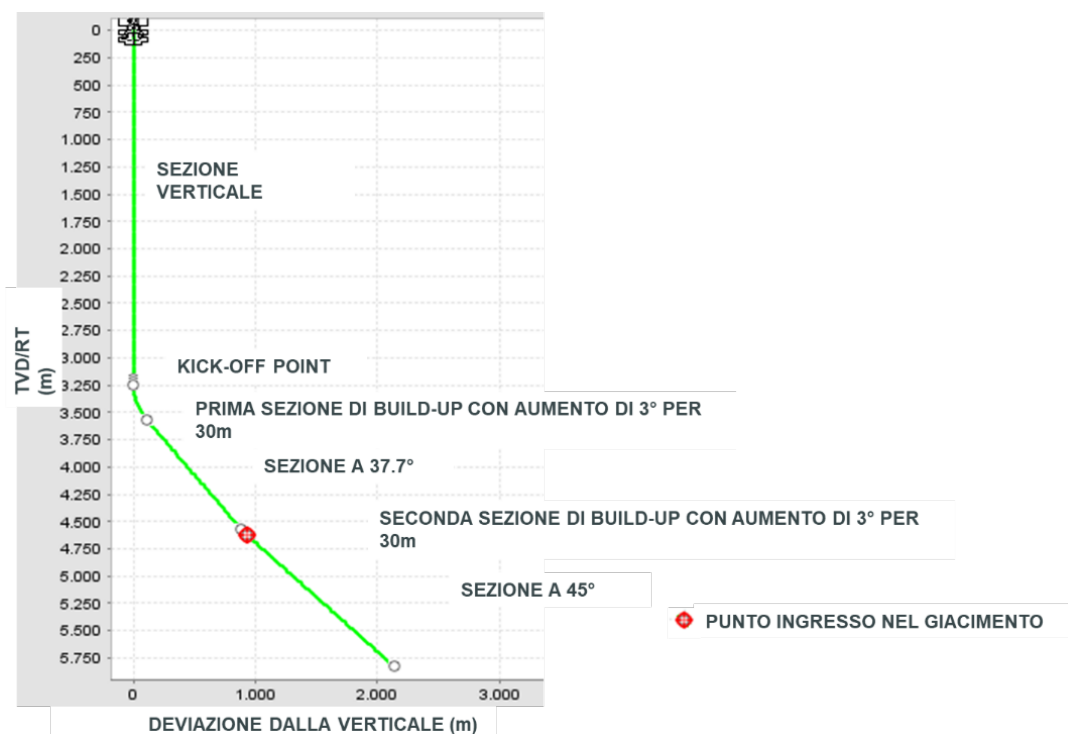 0
250
500
750
1.000
1.250
SEZIONE
VERTICALE
1.500
1.750
2.000
2.250
2.500
2.750
TVD/RT
(m)
3.000
KICK-OFF POINT
3.250
PRIMA SEZIONE DI BUILD-UP CON AUMENTO DI 3° PER
30m
3.500
3.750
4.000
SEZIONE A 37.7°
4.250
4.500
SECONDA SEZIONE DI BUILD-UP CON AUMENTO DI 3° PER
30m
4.750
5.000
SEZIONE A 45°
5.250
5.500
PUNTO INGRESSO NEL GIACIMENTO
5.750
0 1.000 2.000 3.000
DEVIAZIONE DALLA VERTICALE (m)